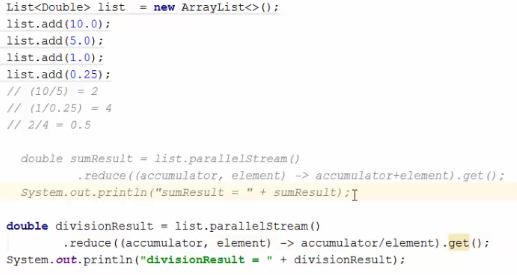 List<Double> list  = new ArrayList<>();
list.add(10.0);
list.add(5.0);
list.add(1.0);
list.add(0.25);
// (10/5) = 2
// (1/0.25) = 4
// 2/4 = 0.5
double sumResult = list.parallelStream()
.reduce((accumulator, element) -> accumulator+element).get();
System.out.println("sumResult = " + sumResult);
double divisionResult = list.parallelStream()
.reduce((accumulator, element) -> accumulator/element).get();
System.out.println("divisionResult = " + divisionResult);